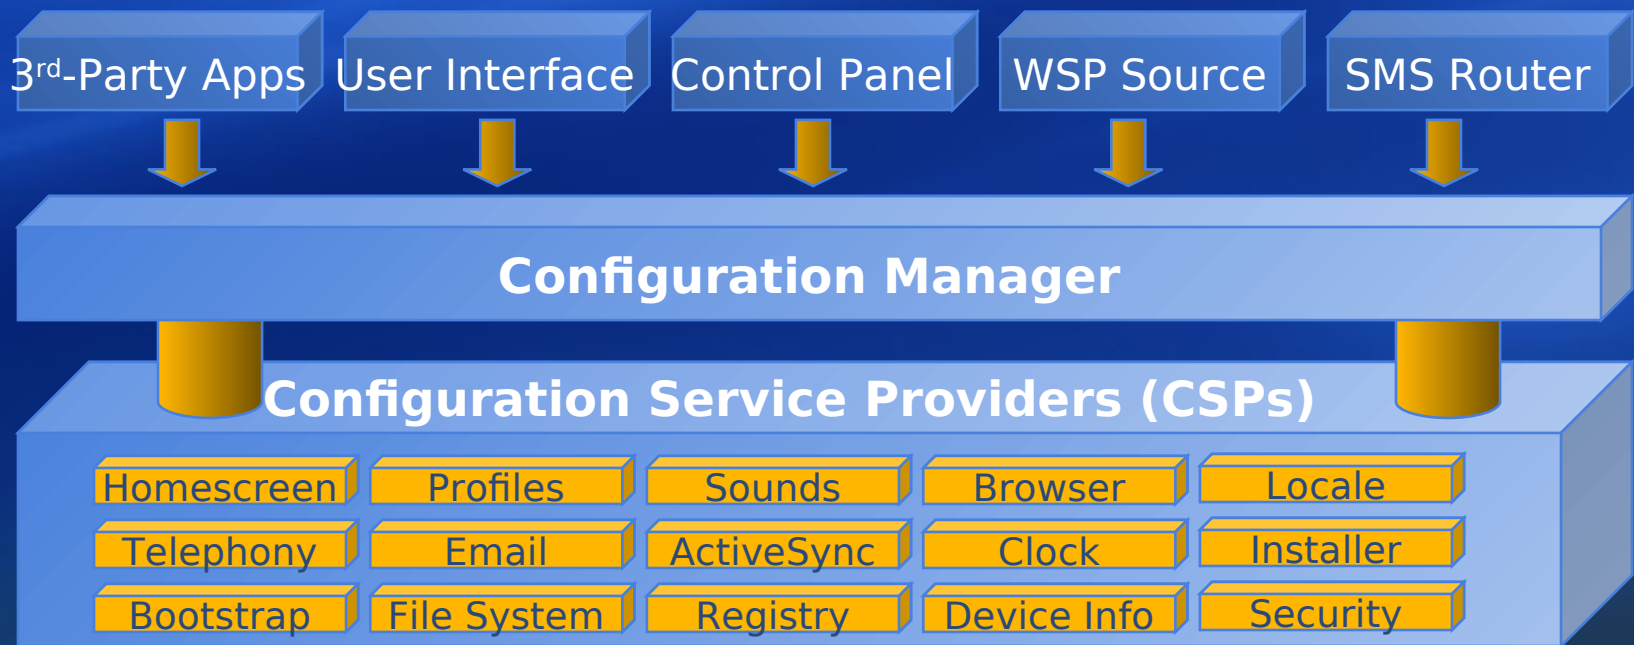 3rd-Party Apps User Interface Control Panel WSP Source SMS Router
Configuration Manager
Configuration Service Providers (CSPs)
Homescreen Profiles Sounds Browser Locale
Telephony Email ActiveSync Clock Installer
Bootstrap File System Registry Device Info Security